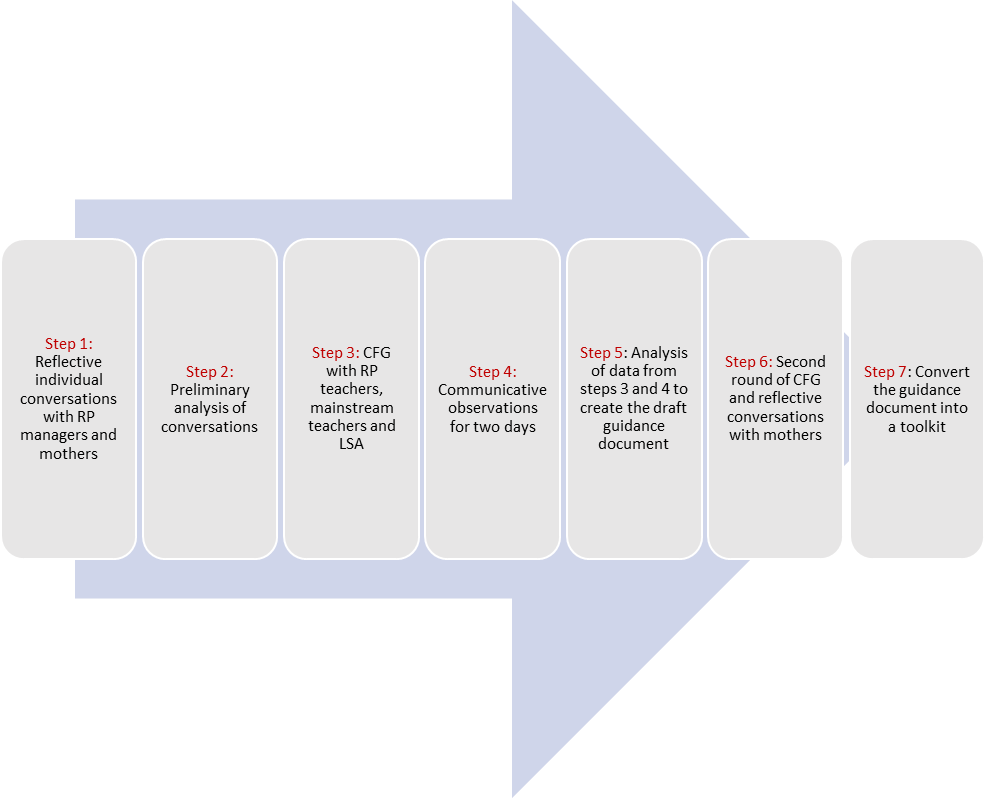 Step 1:
Reflective
individual
conversations
with RP
managers and
mothers
Step 2:
Preliminary
analysis of
conversations
Step 3: CFG
with RP
teachers,
mainstream
teachers and
LSA
Step 4:
Communicative
observations
for two days
Step 5: Analysis
of data from
steps 3 and 4 to
create the draft
guidance
document
Step 6: Second
round of CFG
and reflective
conversations
with mothers
Step 7: Convert
the guidance
document into
a toolkit